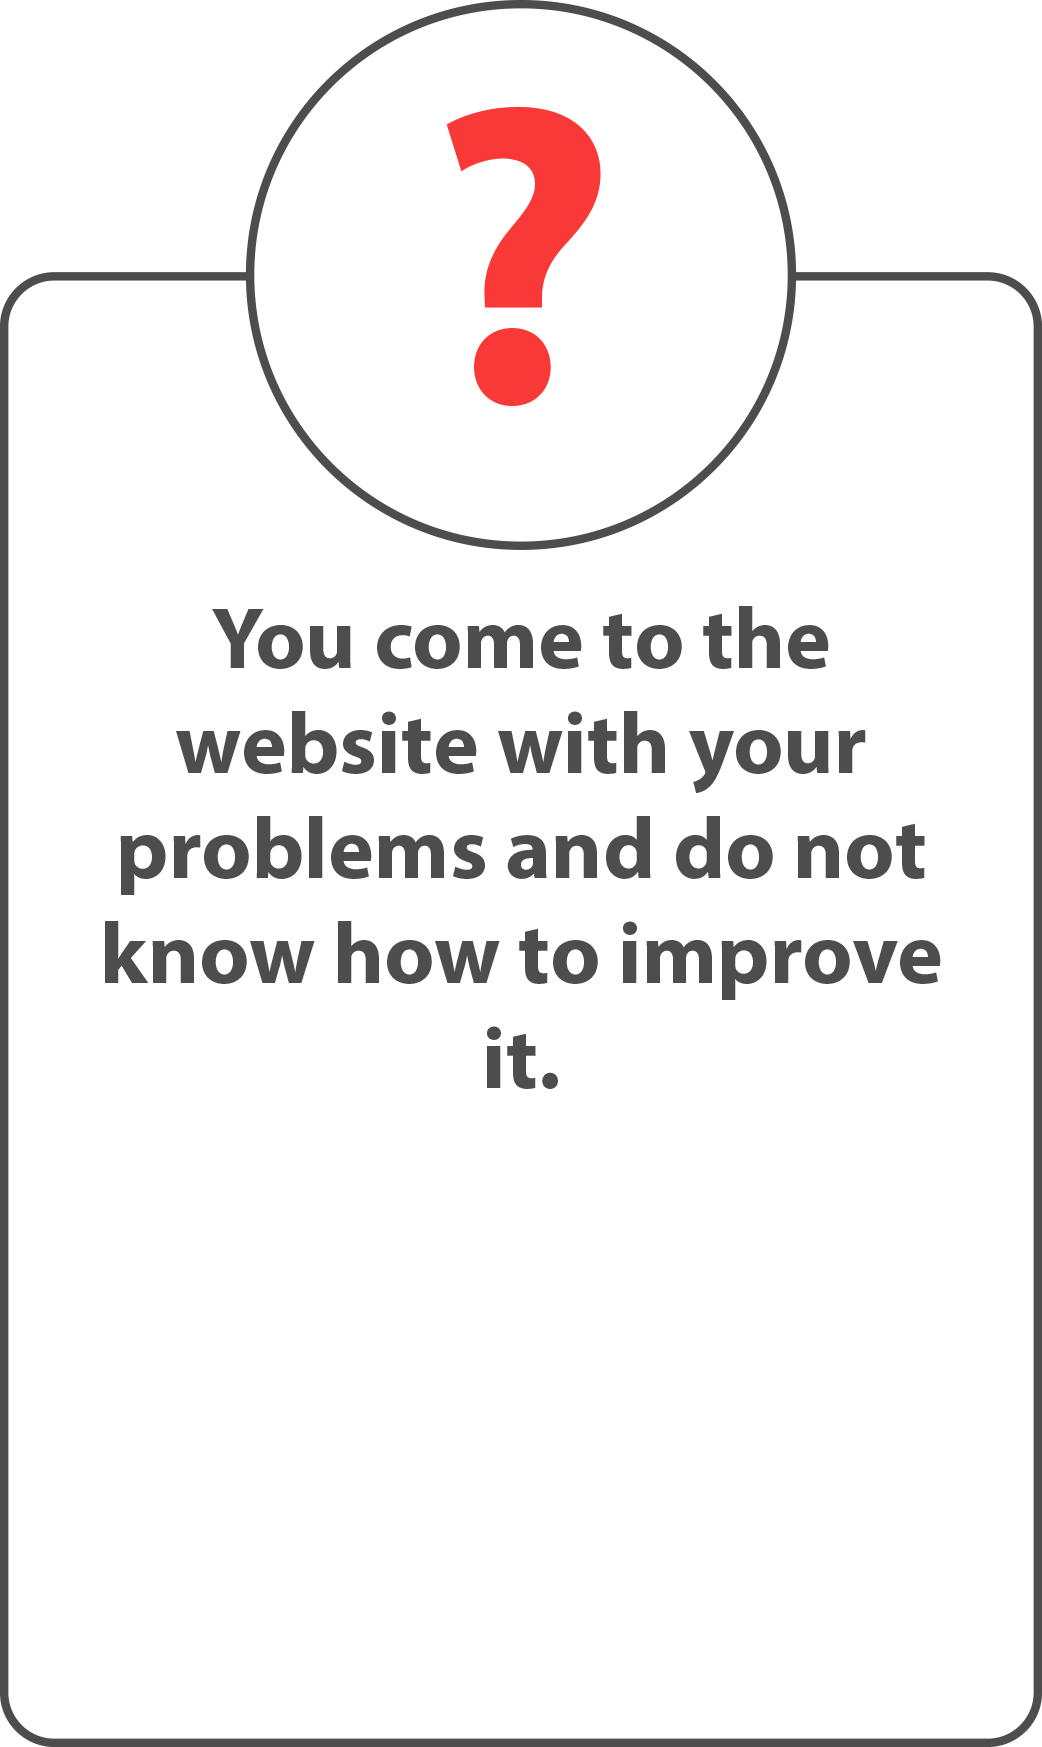 ?
You come to the
website with your
problems and do not
know how to improve
it.